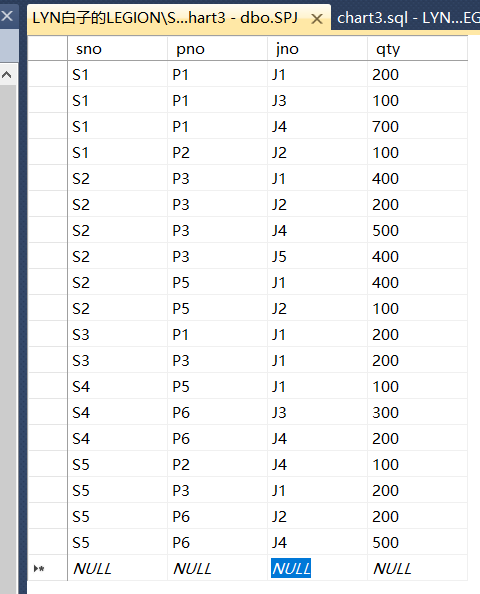 LYN白子的LEGION\S...hart3 - dbo.SPJ chart3.sql - LYN...EG
sno pno jno qty
S1 P1 J1 200
S1 P1 J3 100
S1 P1 J4 700
S1 P2 J2 100
S2 P3 J1 400
S2 P3 J2 200
S2 P3 J4 500
S2 P3 J5 400
S2 P5 J1 400
S2 P5 J2 100
S3 P1 J1 200
S3 P3 J1 200
S4 P5 J1 100
S4 P6 J3 300
S4 P6 J4 200
S5 P2 J4 100
S5 P3 J1 200
S5 P6 J2 200
S5 P6 J4 500
NULL NULL NULL NULL